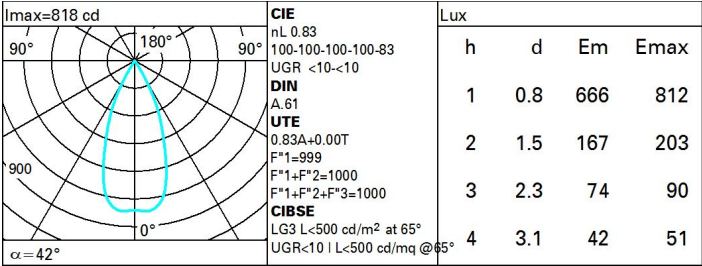 Imax=818 cd
90°
180°
90°
900
0°
α=42°
CIE
nL 0.83
100-100-100-100-83
UGR <10-<10
DIN
A.61
UTE
0.83A+0.00T
F"1=999
F"1+F"2=1000
F"1+F"2+F"3=1000
CIBSE
LG3 L<500 cd/m² at 65°
UGR<10 | L<500 cd/mq @65°
Lux
h d Em Emax
1 0.8 666 812
2 1.5 167 203
3 2.3 74 90
4 3.1 42 51